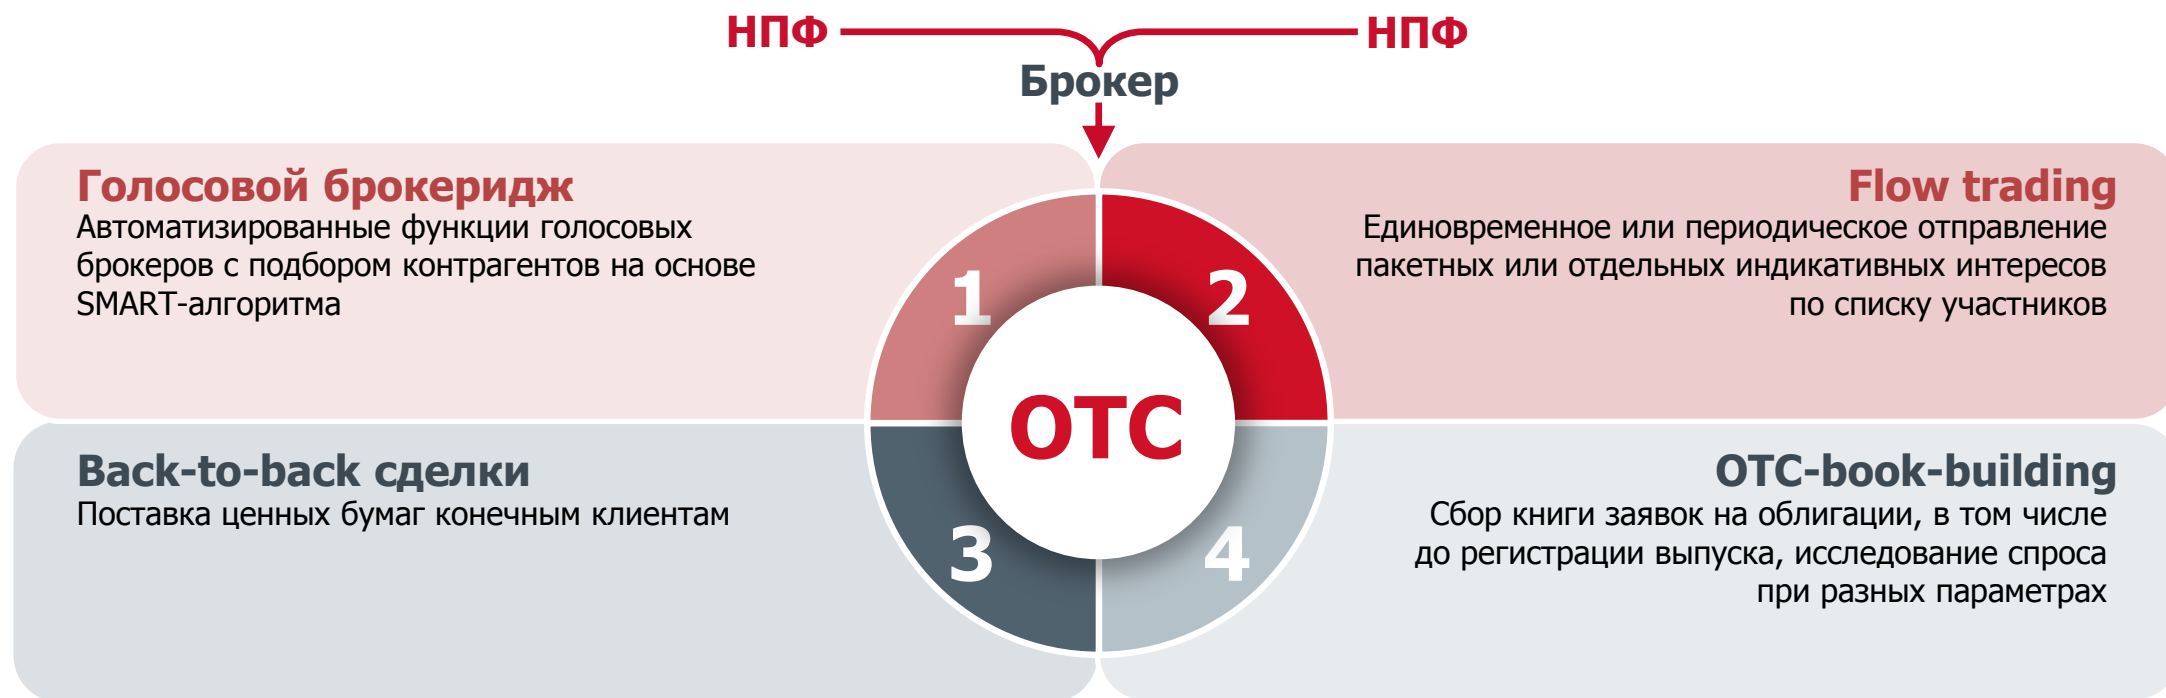 НПФ
НПФ
Брокер
Голосовой брокеридж
Автоматизированные функции голосовых
брокеров с подбором контрагентов на основе
SMART-алгоритма
Flow trading
Единовременное или периодическое отправление
пакетных или отдельных индикативных интересов
по списку участников
1
2
ОТС
Back-to-back сделки
Поставка ценных бумаг конечным клиентам
OTC-book-building
Сбор книги заявок на облигации, в том числе
до регистрации выпуска, исследование спроса
при разных параметрах
3
4